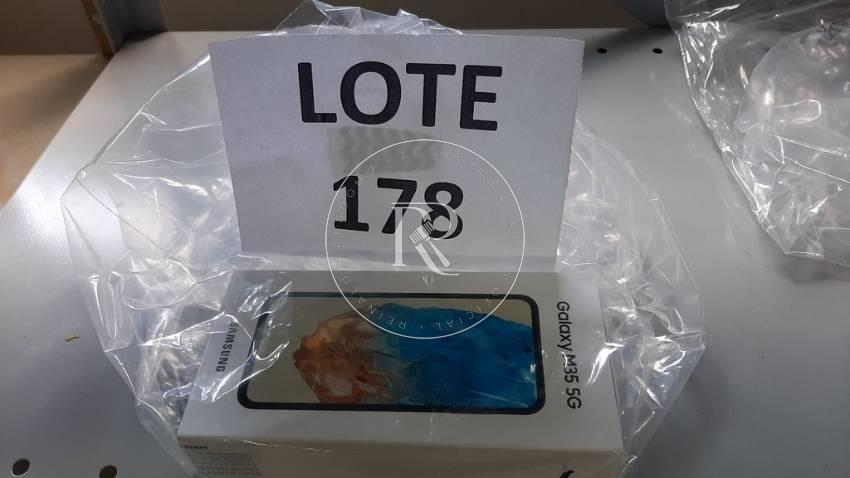 LOTE
178
SAMSUNG
Galaxy M35 5G